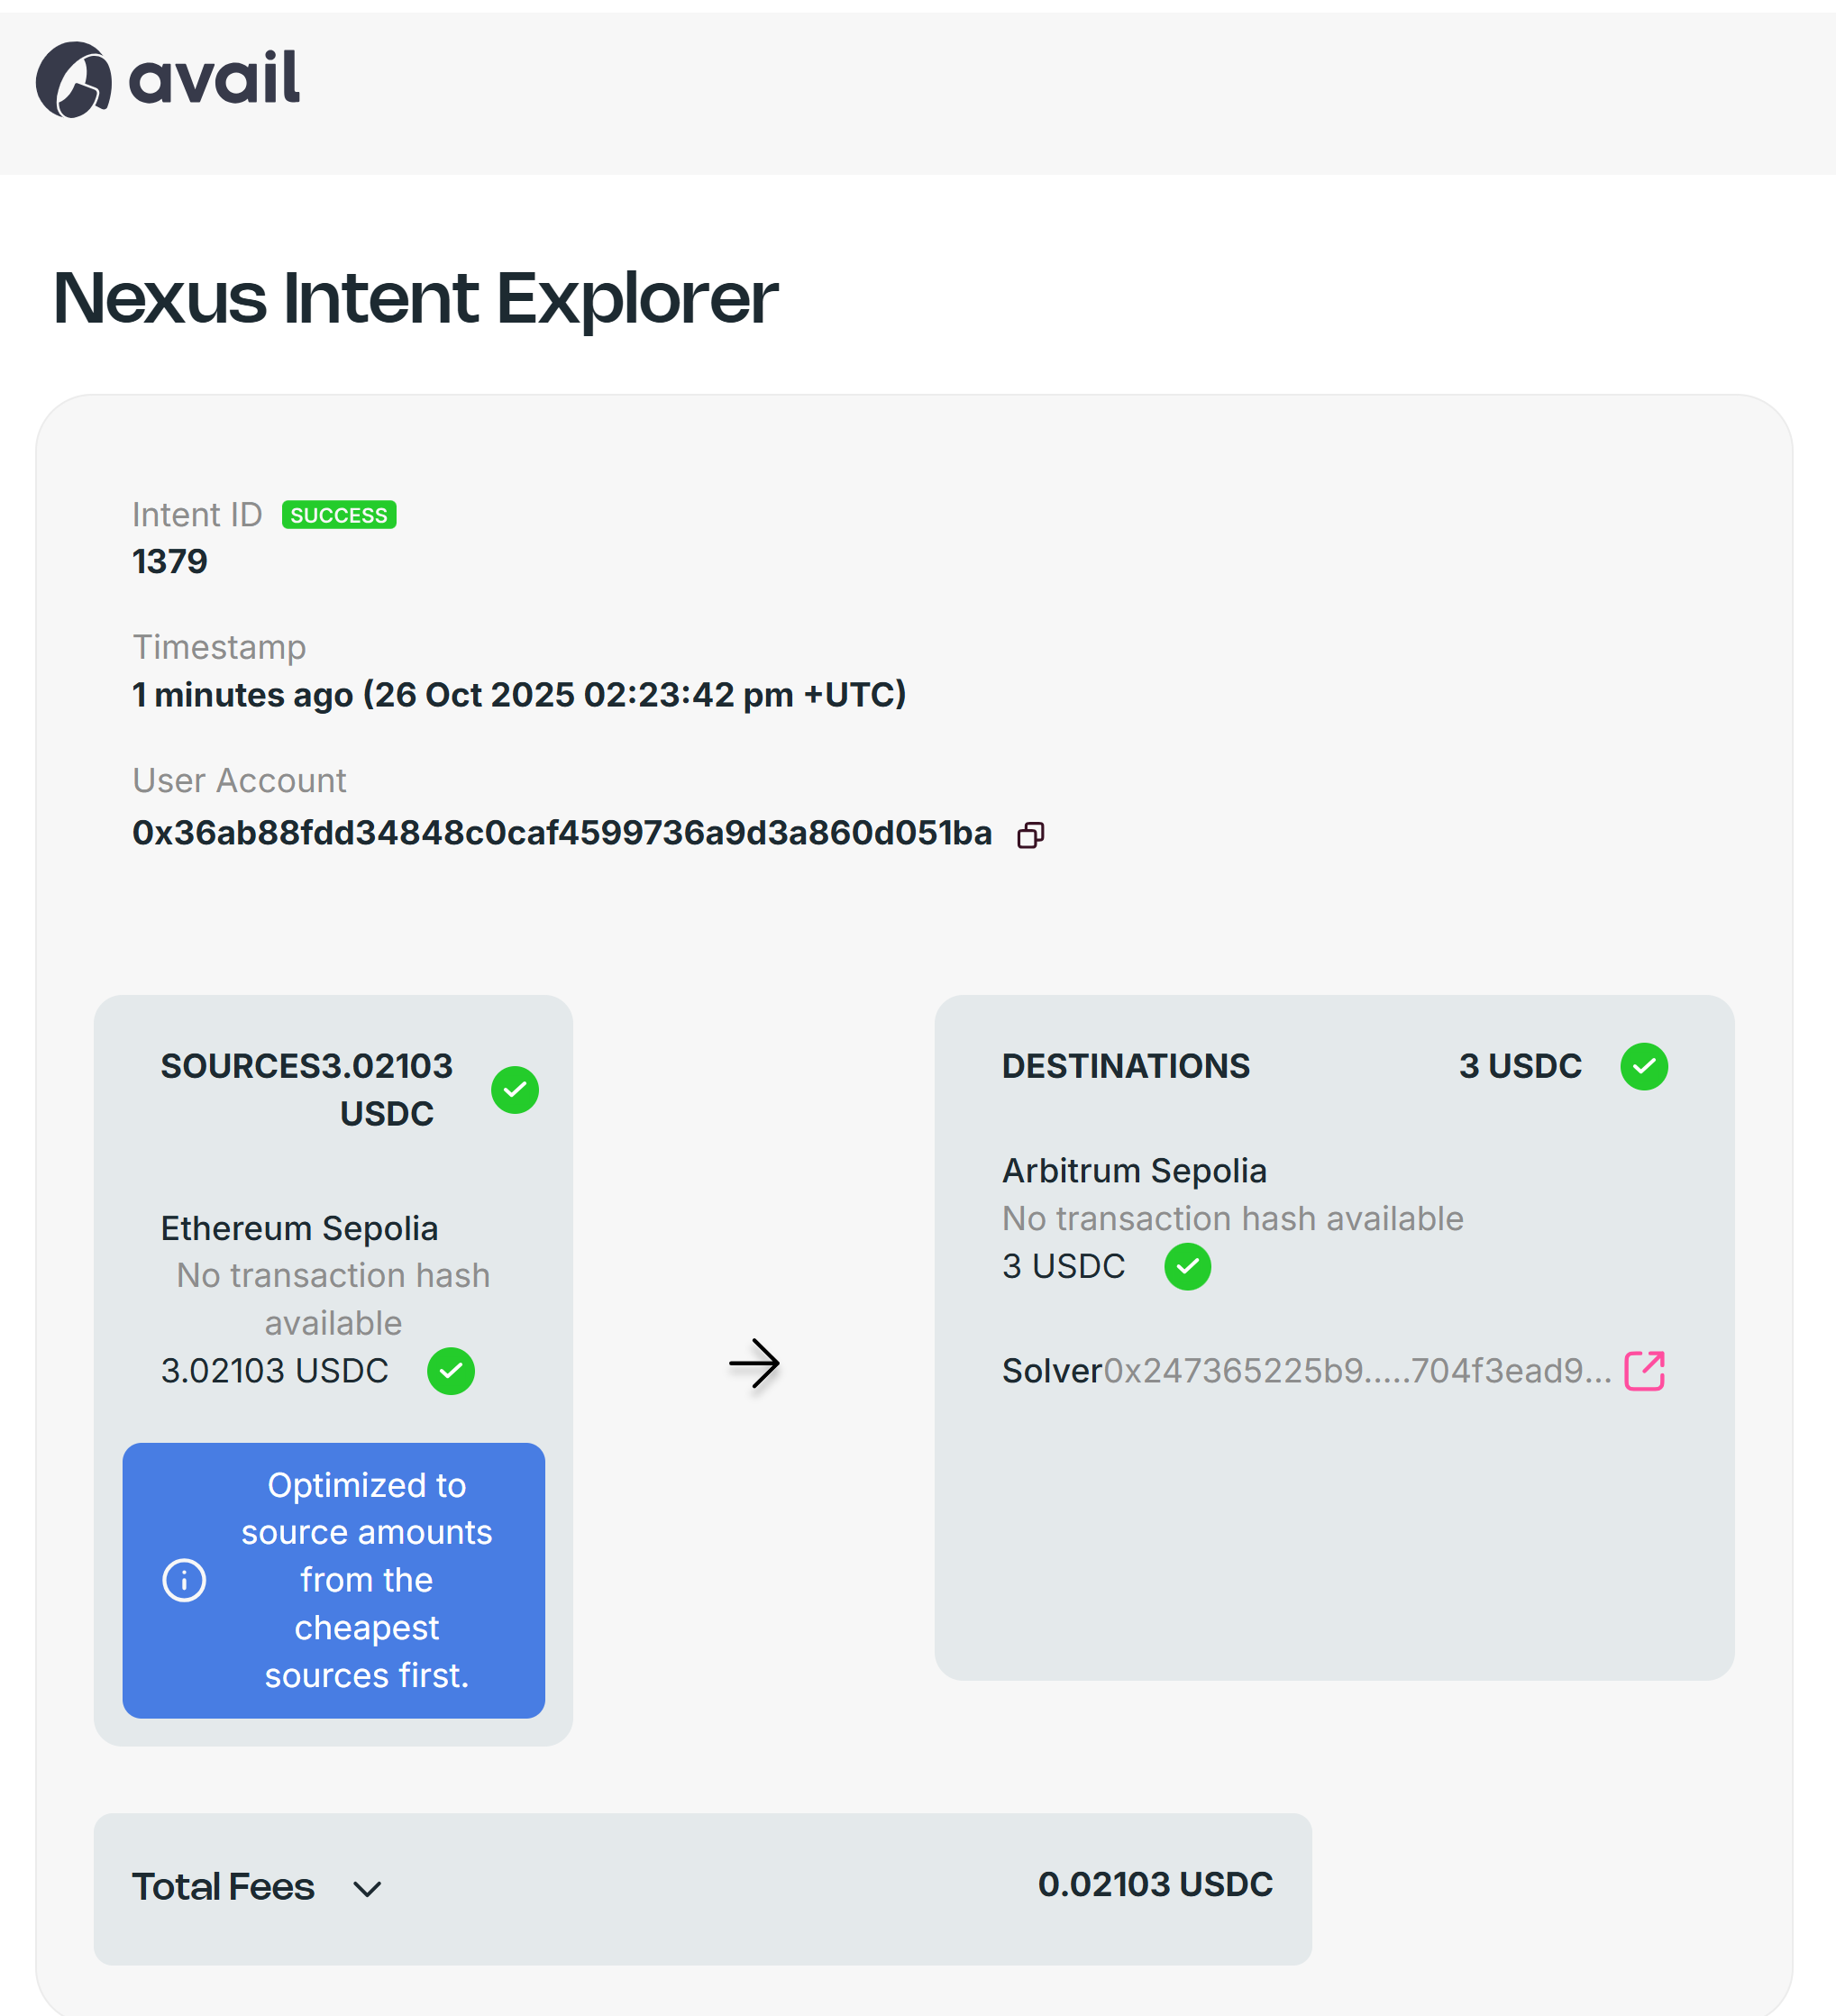 avail
Nexus Intent Explorer
Intent ID SUCCESS
1379
Timestamp
1 minutes ago (26 Oct 2025 02:23:42 pm +UTC)
User Account
0x36ab88fdd34848c0caf4599736a9d3a860d051ba
SOURCES3.02103
USDC
Ethereum Sepolia
No transaction hash
available
3.02103 USDC
Optimized to
source amounts
from the
cheapest
sources first.
DESTINATIONS 3 USDC
Arbitrum Sepolia
No transaction hash available
3 USDC
Solver0x247365225b9.....704f3ead9...
Total Fees 0.02103 USDC